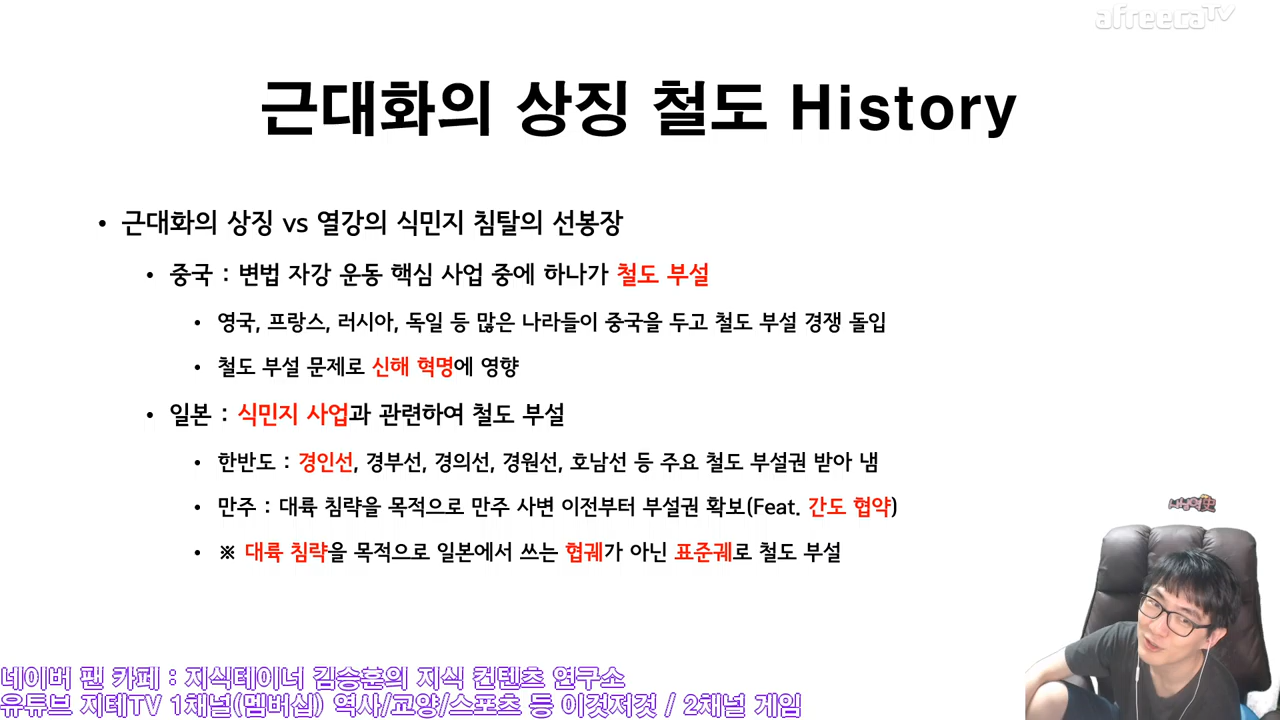 afreecaTV
근대화의 상징 철도 History
• 근대화의 상징 vs 열강의 식민지 침탈의 선봉장
• 중국 : 변법 자강 운동 핵심 사업 중에 하나가 철도 부설
• 영국, 프랑스, 러시아, 독일 등 많은 나라들이 중국을 두고 철도 부설 경쟁 돌입
• 철도 부설 문제로 신해 혁명에 영향
• 일본 : 식민지 사업과 관련하여 철도 부설
• 한반도 : 경인선, 경부선, 경의선, 경원선, 호남선 등 주요 철도 부설권 받아 냄
• 만주 : 대륙 침략을 목적으로 만주 사변 이전부터 부설권 확보(Feat. 간도 협약)
• ※ 대륙 침략을 목적으로 일본에서 쓰는 협궤가 아닌 표준궤로 철도 부설
네이버 팬 카페 : 지식테이너 김승훈의 지식 컨텐츠 연구소
유튜브 지테TV 1채널(멤버십) 역사/교양/스포츠 등 이것저것 / 2채널 게임